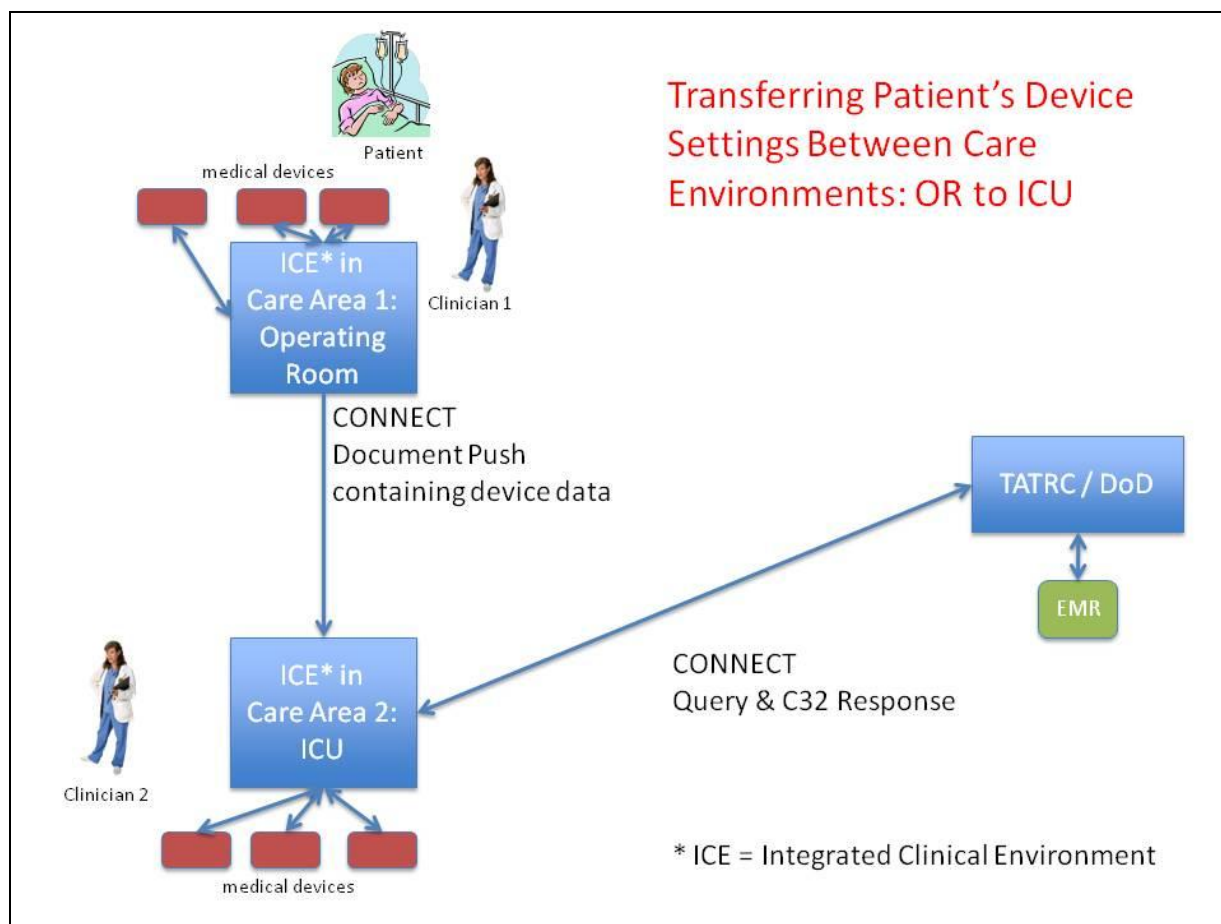 Transferring Patient's Device
Settings Between Care
Environments: OR to ICU
Patient
medical devices
ICE* in
Care Area 1:
Operating
Room
Clinician 1
CONNECT
Document Push
containing device data
TATRC / DoD
EMR
CONNECT
Query & C32 Response
ICE* in
Care Area 2:
ICU
Clinician 2
medical devices
* ICE = Integrated Clinical Environment